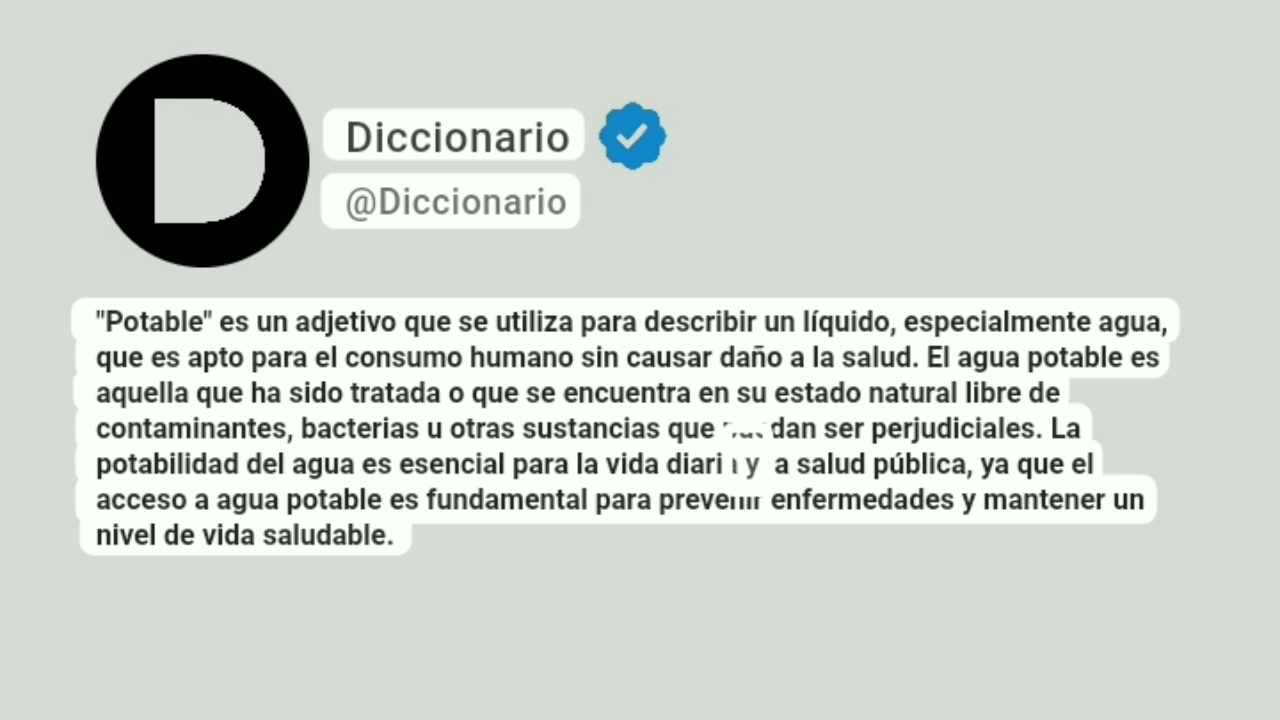 D
Diccionario
@Diccionario
"Potable" es un adjetivo que se utiliza para describir un líquido, especialmente agua,
que es apto para el consumo humano sin causar daño a la salud. El agua potable es
aquella que ha sido tratada o que se encuentra en su estado natural libre de
contaminantes, bacterias u otras sustancias que ser perjudiciales. La
potabilidad del agua es esencial para la vida y a salud pública, ya que el
acceso a agua potable es fundamental para prevenir enfermedades y mantener un
nivel de vida saludable.